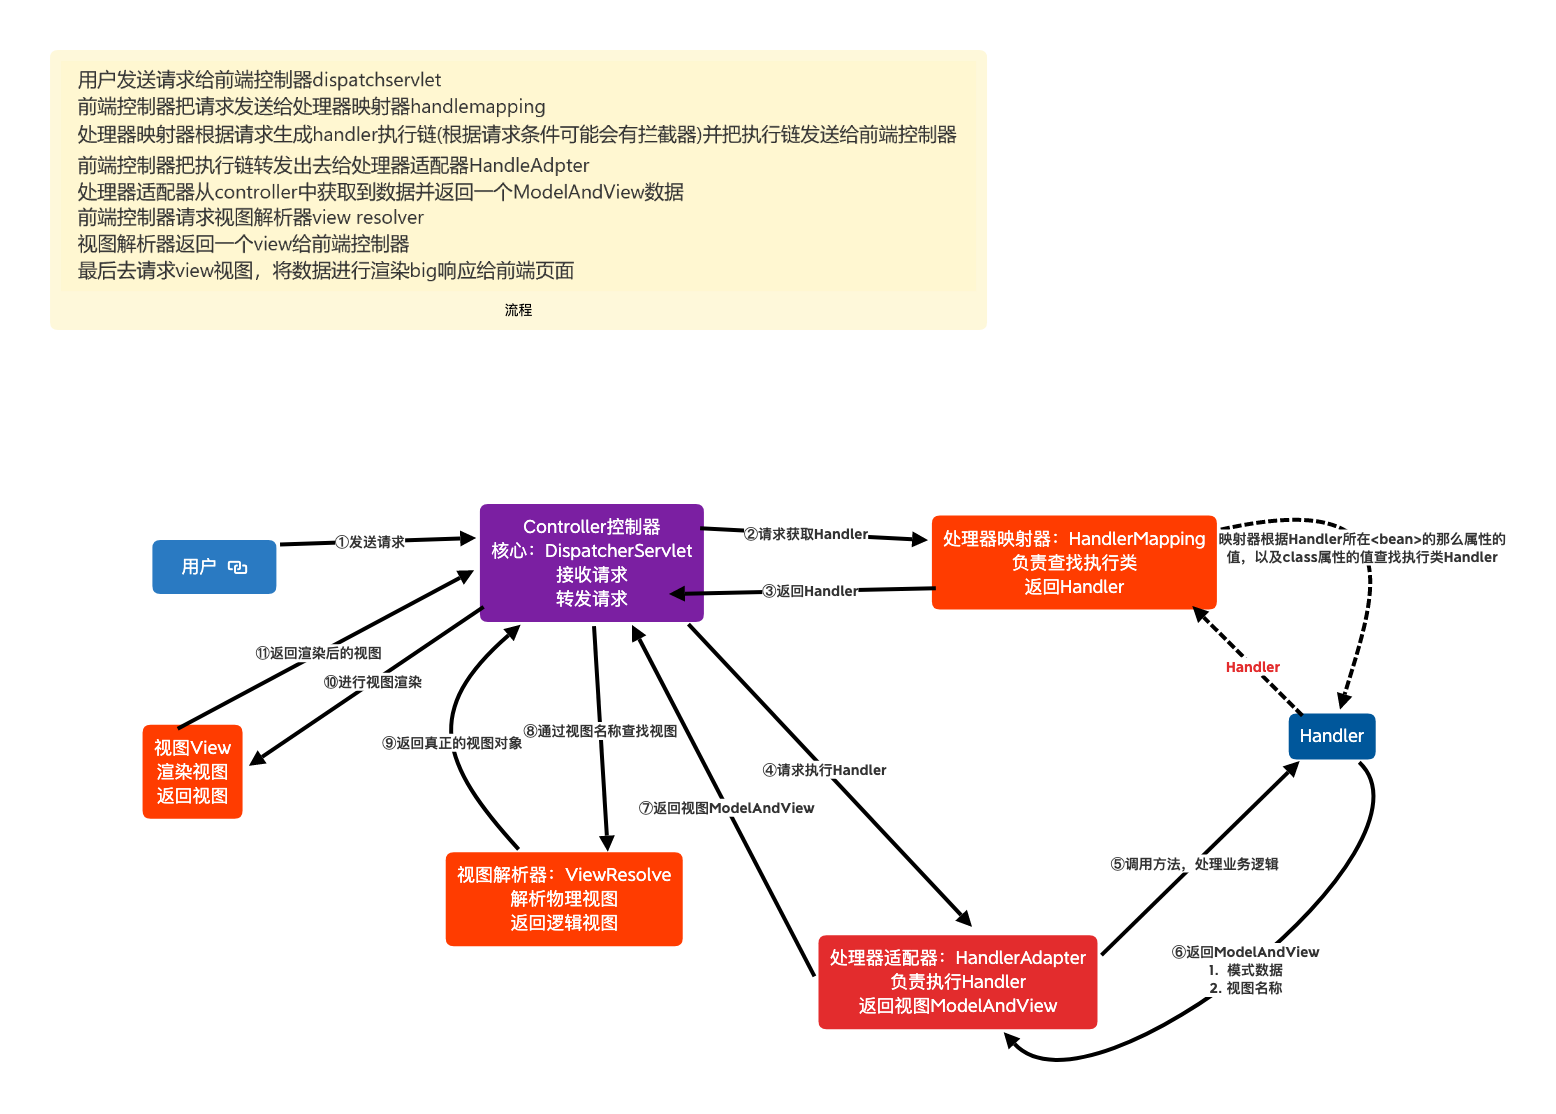 用户发送请求给前端控制器dispatchservlet
前端控制器把请求发送给处理器映射器handlemapping
处理器映射器根据请求生成handler执行链(根据请求条件可能会有拦截器)并把执行链发送给前端控制器
前端控制器把执行链转发出去给处理器适配器HandleAdpter
处理器适配器从controller中获取到数据并返回一个ModelAndView数据
前端控制器请求视图解析器view resolver
视图解析器返回一个view给前端控制器
最后去请求view视图，将数据进行渲染big响应给前端页面
流程
用户
①发送请求
Controller控制器
核心：DispatcherServlet
接收请求
转发请求
②请求获取Handler
③返回Handler
处理器映射器：HandlerMapping
负责查找执行类
返回Handler
映射器根据Handler所在<bean>的那么属性的
值，以及class属性的值查找执行类Handler
Handler
Handler
⑪返回渲染后的视图
⑩进行视图渲染
视图View
渲染视图
返回视图
⑨返回真正的视图对象
⑧通过视图名称查找视图
④请求执行Handler
⑦返回视图ModelAndView
视图解析器：ViewResolve
解析物理视图
返回逻辑视图
⑤调用方法，处理业务逻辑
处理器适配器：HandlerAdapter
负责执行Handler
返回视图ModelAndView
⑥返回ModelAndView
1. 模式数据
2. 视图名称